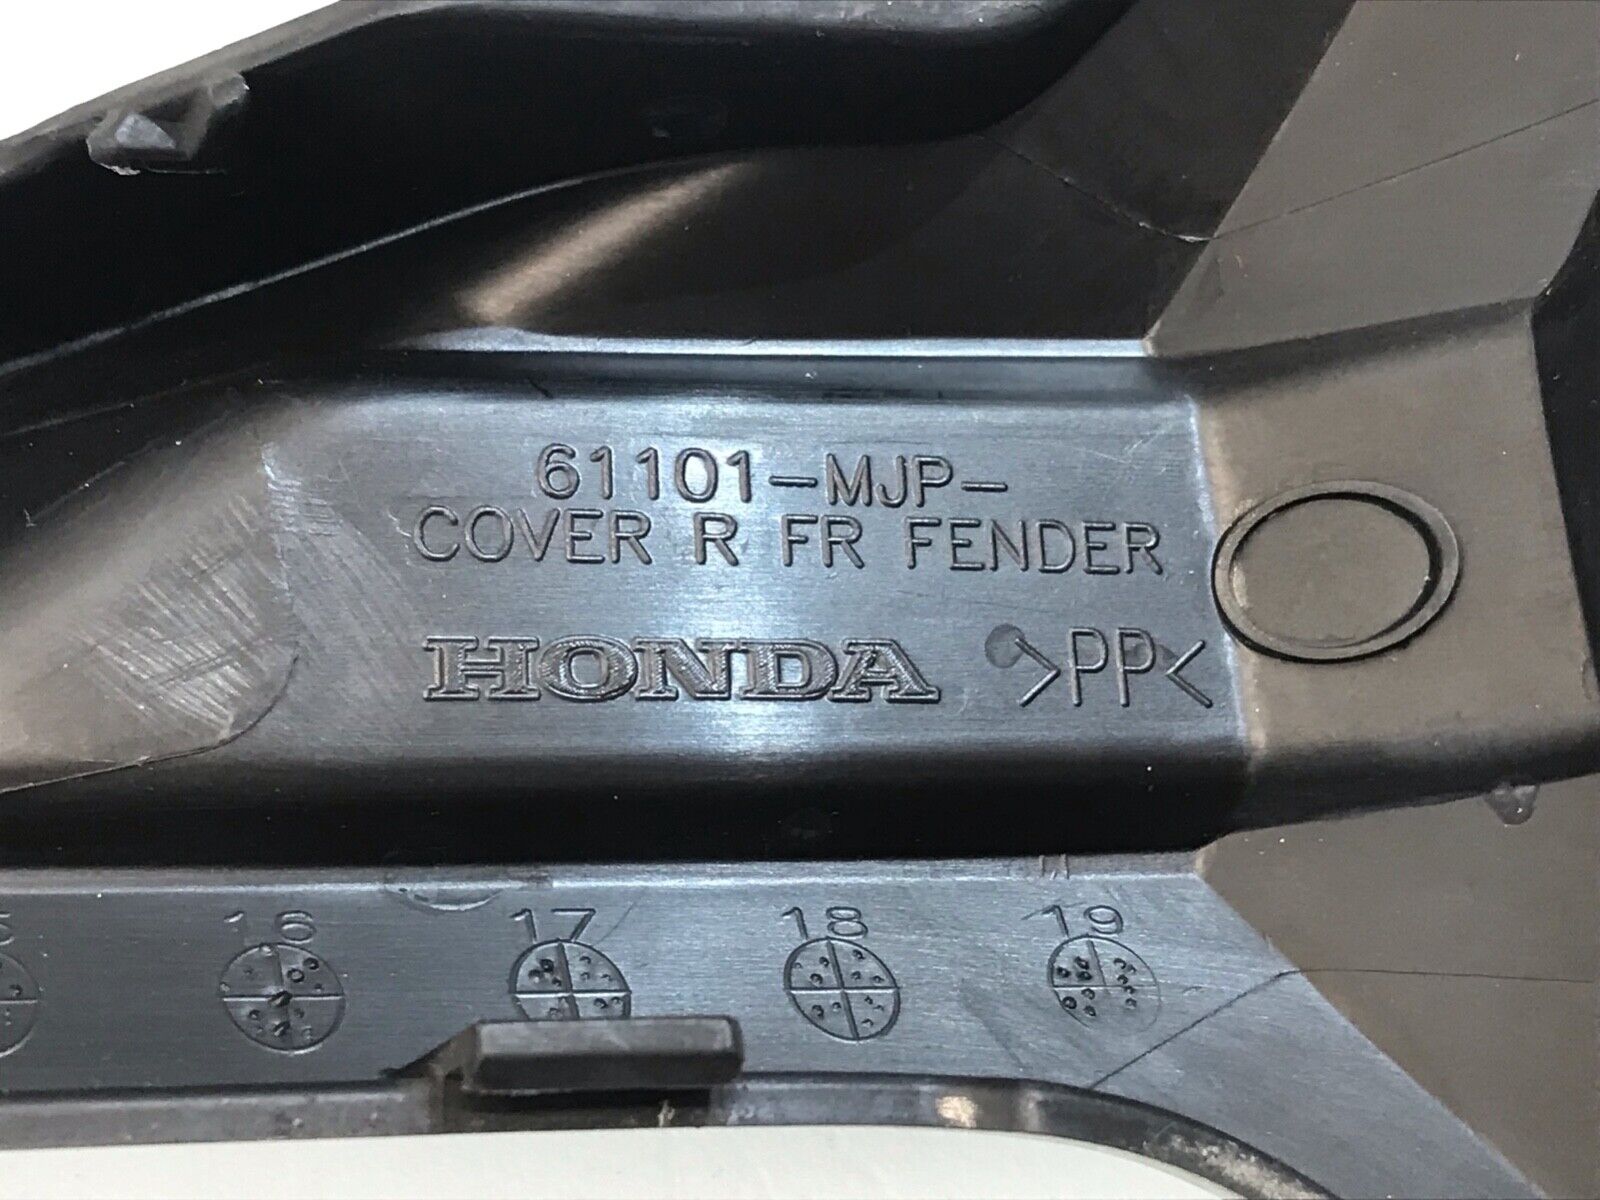 61101-MJP-
COVER R FR FENDER
HONDA >PP<
16 17 18 19